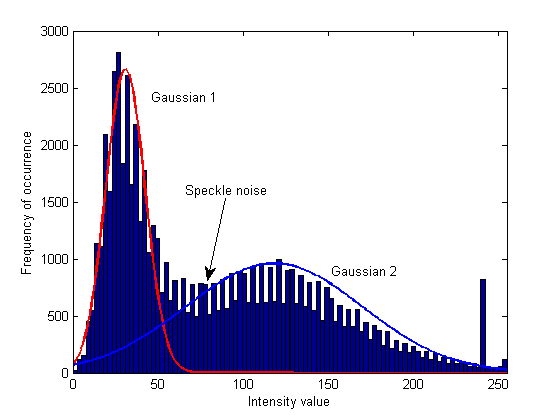 3000
2500
2000
1500
1000
500
0
Frequency of occurrence
Gaussian 1
Speckle noise
Gaussian 2
0 50 100 150 200 250
Intensity value